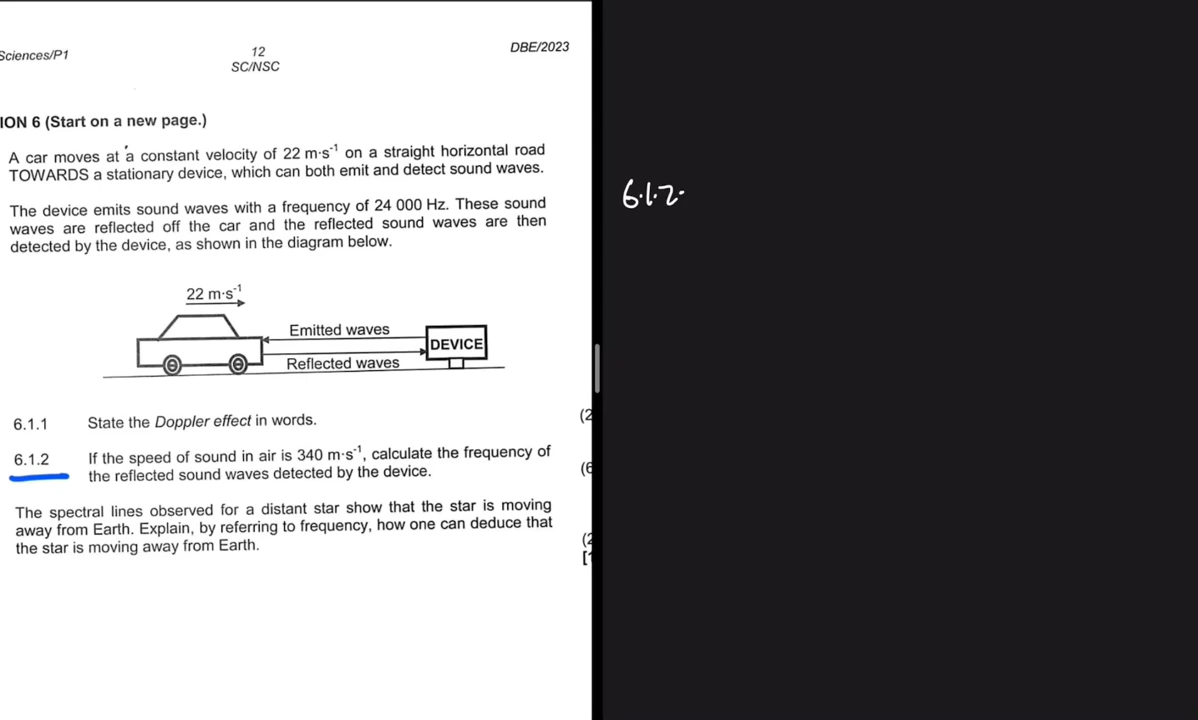 Sciences/P1
12
SC/NSC
DBE/2023
ION 6 (Start on a new page.)
A car moves at a constant velocity of 22 m·s⁻¹ on a straight horizontal road
TOWARDS a stationary device, which can both emit and detect sound waves.
The device emits sound waves with a frequency of 24 000 Hz. These sound
waves are reflected off the car and the reflected sound waves are then
detected by the device, as shown in the diagram below.
22 m·s⁻¹
Emitted waves
DEVICE
Reflected waves
6.1.1 State the Doppler effect in words. (2
6.1.2 If the speed of sound in air is 340 m·s⁻¹, calculate the frequency of
the reflected sound waves detected by the device. (6
The spectral lines observed for a distant star show that the star is moving
away from Earth. Explain, by referring to frequency, how one can deduce that
the star is moving away from Earth. (2
[1
6.1.2.